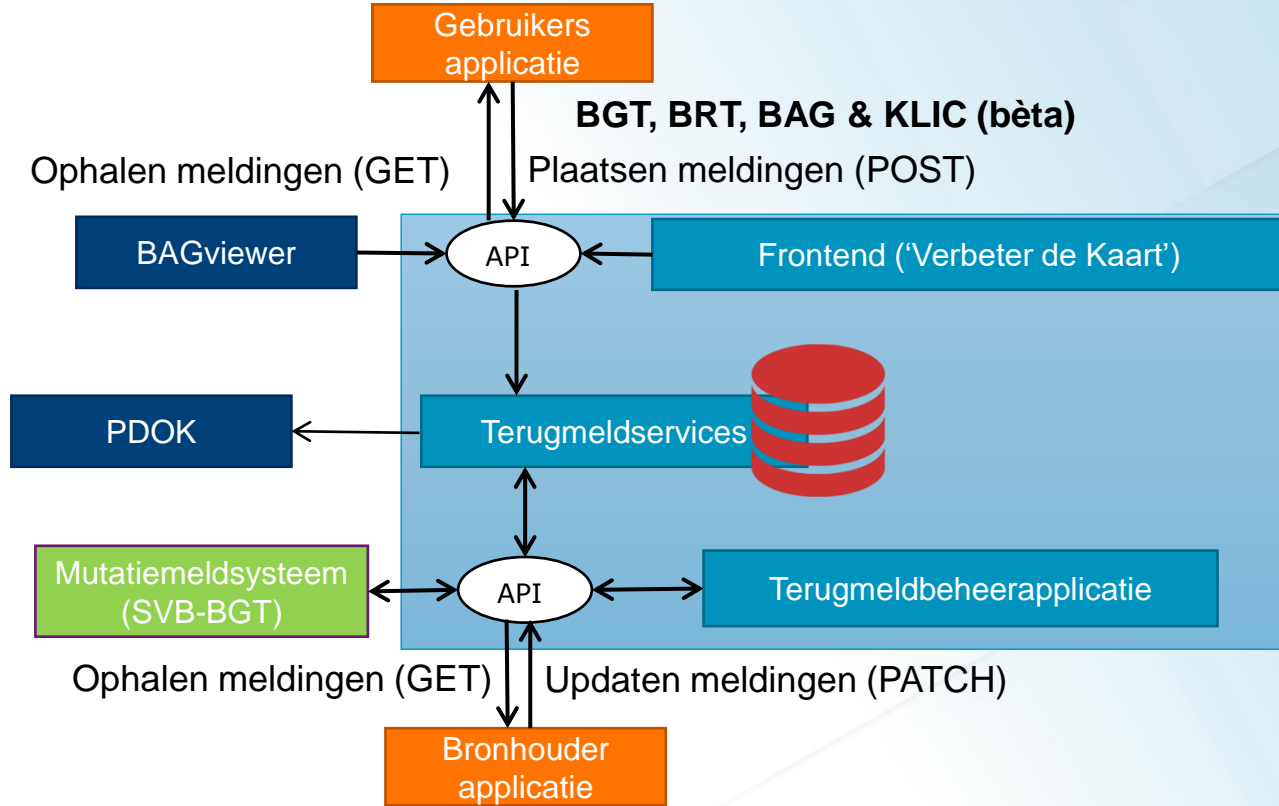 Gebruikers
applicatie
BGT, BRT, BAG & KLIC (bèta)
Ophalen meldingen (GET)
Plaatsen meldingen (POST)
BAGviewer
API
Frontend (‘Verbeter de Kaart’)
PDOK
Terugmeldservices
Mutatiemeldsysteem
(SVB-BGT)
API
Terugmeldbeheerapplicatie
Ophalen meldingen (GET)
Updaten meldingen (PATCH)
Bronhouder
applicatie